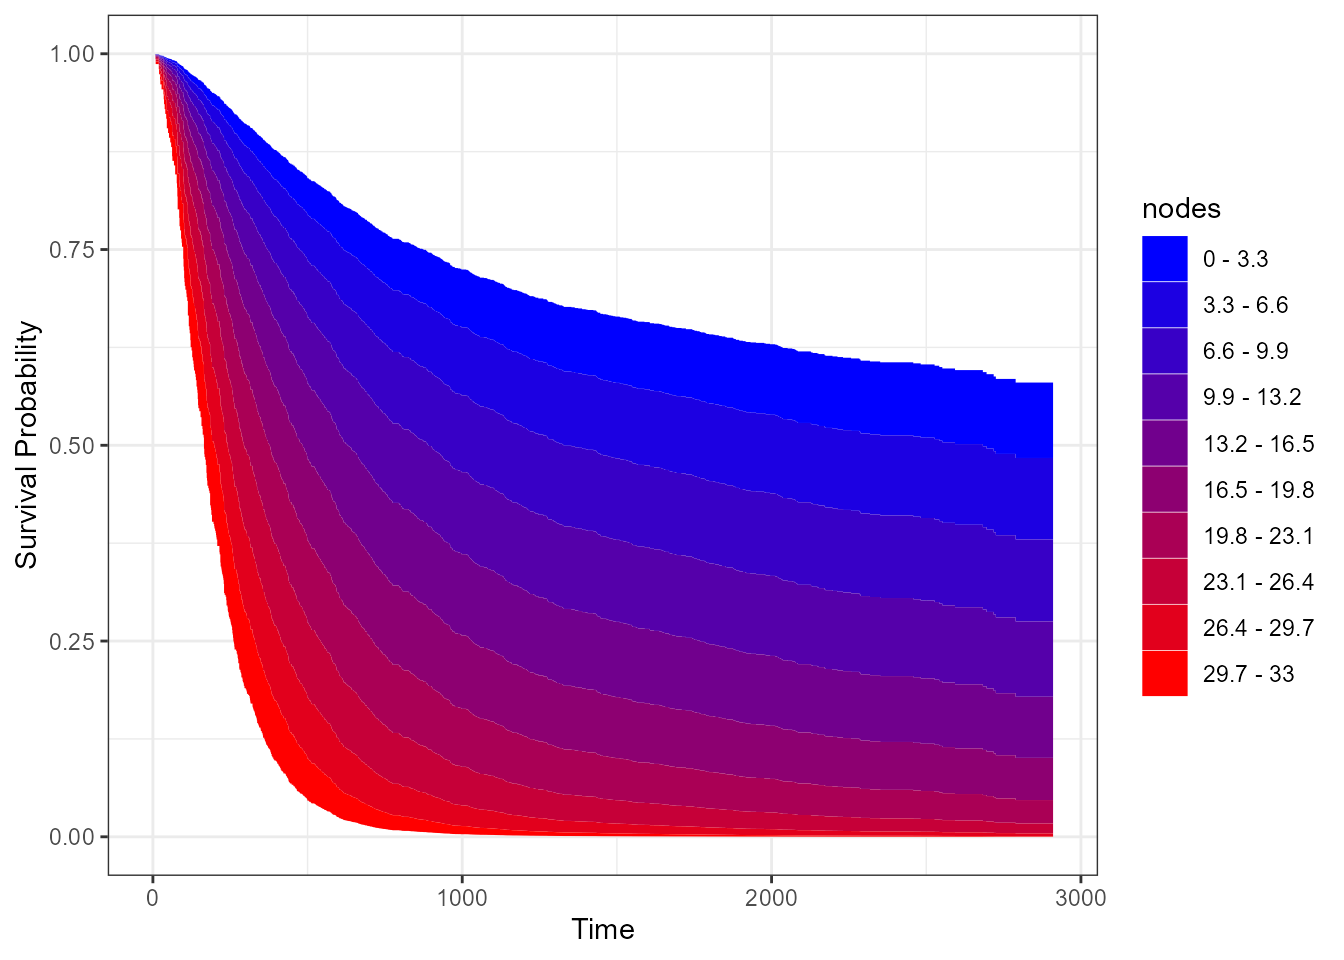 1.00
0.75
0.50
0.25
0.00
Survival Probability
0
1000
2000
3000
Time
nodes
0 - 3.3
3.3 - 6.6
6.6 - 9.9
9.9 - 13.2
13.2 - 16.5
16.5 - 19.8
19.8 - 23.1
23.1 - 26.4
26.4 - 29.7
29.7 - 33